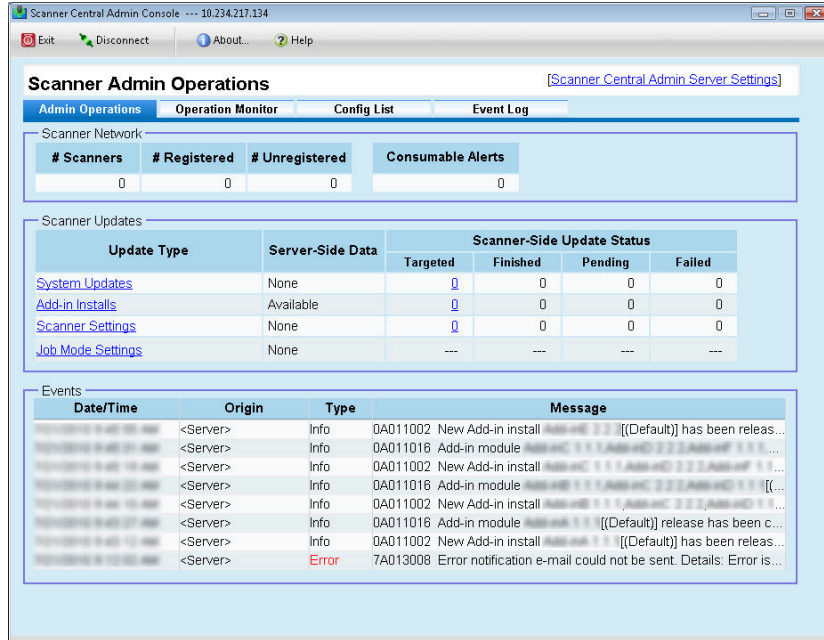 Scanner Central Admin Console --- 10.234.217.134
Exit Disconnect About... Help
Scanner Admin Operations [Scanner Central Admin Server Settings]
Admin Operations Operation Monitor Config List Event Log
Scanner Network
# Scanners # Registered # Unregistered Consumable Alerts
0 0 0 0
Scanner Updates
Update Type Server-Side Data Scanner-Side Update Status
Targeted Finished Pending Failed
System Updates None 0 0 0 0
Add-in Installs Available 0 0 0 0
Scanner Settings None 0 0 0 0
Job Mode Settings None --- --- --- ---
Events
Date/Time Origin Type Message
<Server> Info 0A011002 New Add-in install [(Default)] has been releas...
<Server> Info 0A011016 Add-in module ...
<Server> Info 0A011002 New Add-in install ...
<Server> Info 0A011016 Add-in module [(...
<Server> Info 0A011002 New Add-in install ...
<Server> Info 0A011016 Add-in module [(Default)] release has been c...
<Server> Info 0A011002 New Add-in install [(Default)] has been releas...
<Server> Error 7A013008 Error notification e-mail could not be sent. Details: Error is...